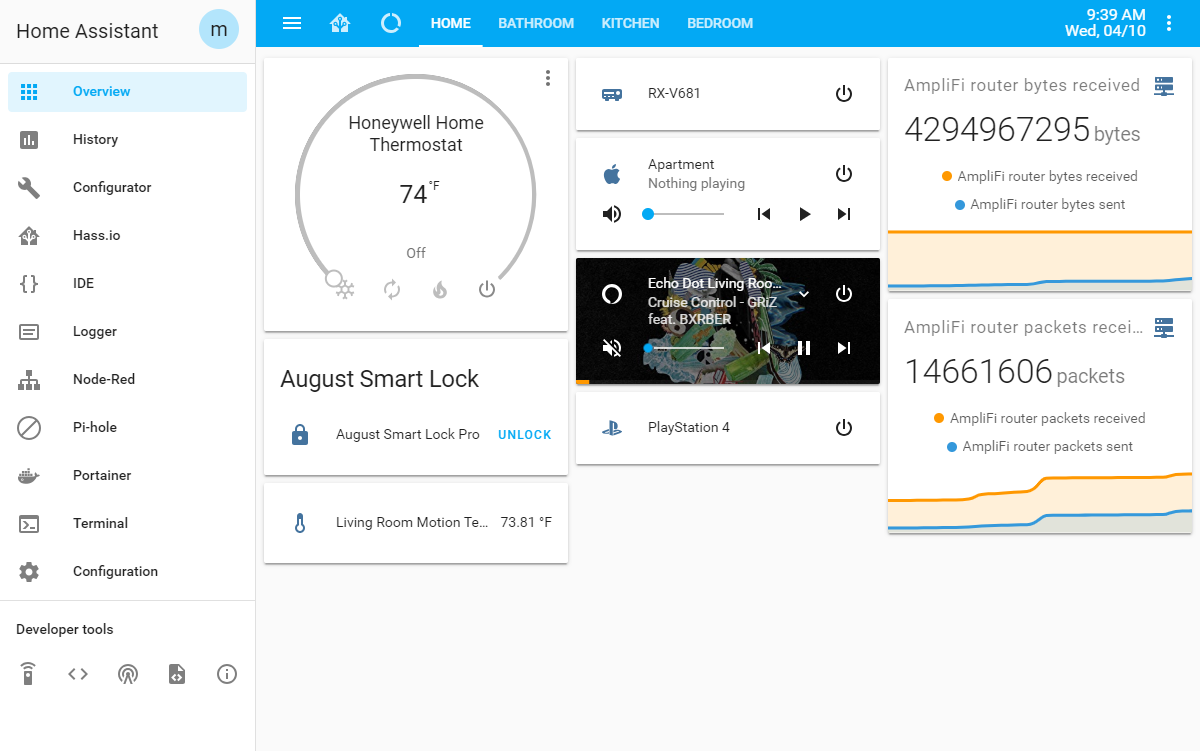 Home Assistant
m
Overview
History
Configurator
Hass.io
IDE
Logger
Node-Red
Pi-hole
Portainer
Terminal
Configuration
Developer tools
HOME
BATHROOM
KITCHEN
BEDROOM
9:39 AM
Wed, 04/10
Honeywell Home
Thermostat
74 °F
Off
August Smart Lock
August Smart Lock Pro
UNLOCK
Living Room Motion Te...
73.81 °F
RX-V681
Apartment
Nothing playing
Echo Dot Living Roo...
Cruise Control - GRiZ
feat. BXRBER
PlayStation 4
AmpliFi router bytes received
4294967295 bytes
AmpliFi router bytes received
AmpliFi router bytes sent
AmpliFi router packets recei...
14661606 packets
AmpliFi router packets received
AmpliFi router packets sent